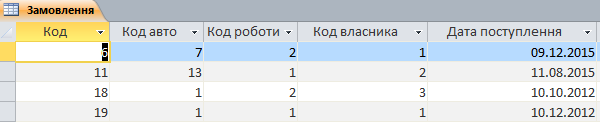 Замовлення
Код Код авто Код роботи Код власника Дата поступлення
6 7 2 1 09.12.2015
11 13 1 2 11.08.2015
18 1 2 3 10.10.2012
19 1 1 1 10.12.2012